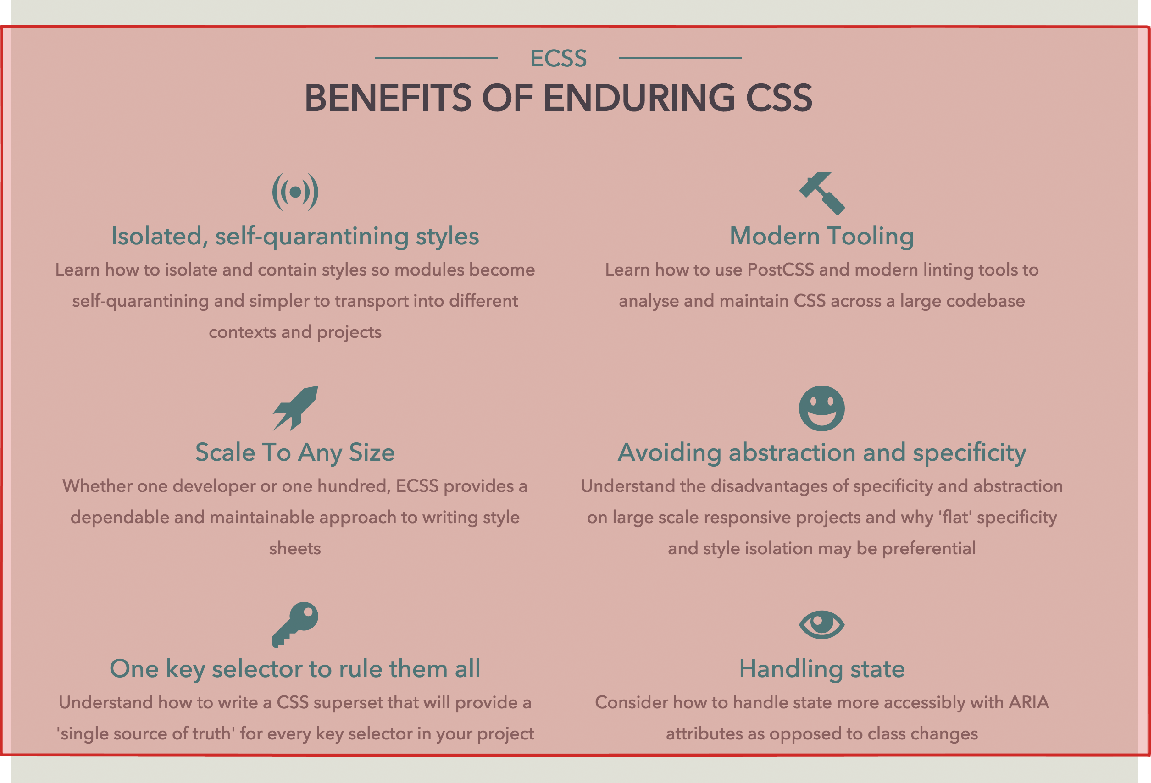 ECSS
BENEFITS OF ENDURING CSS
Isolated, self-quarantining styles
Learn how to isolate and contain styles so modules become
self-quarantining and simpler to transport into different
contexts and projects
Modern Tooling
Learn how to use PostCSS and modern linting tools to
analyse and maintain CSS across a large codebase
Scale To Any Size
Whether one developer or one hundred, ECSS provides a
dependable and maintainable approach to writing style
sheets
Avoiding abstraction and specificity
Understand the disadvantages of specificity and abstraction
on large scale responsive projects and why 'flat' specificity
and style isolation may be preferential
One key selector to rule them all
Understand how to write a CSS superset that will provide a
'single source of truth' for every key selector in your project
Handling state
Consider how to handle state more accessibly with ARIA
attributes as opposed to class changes